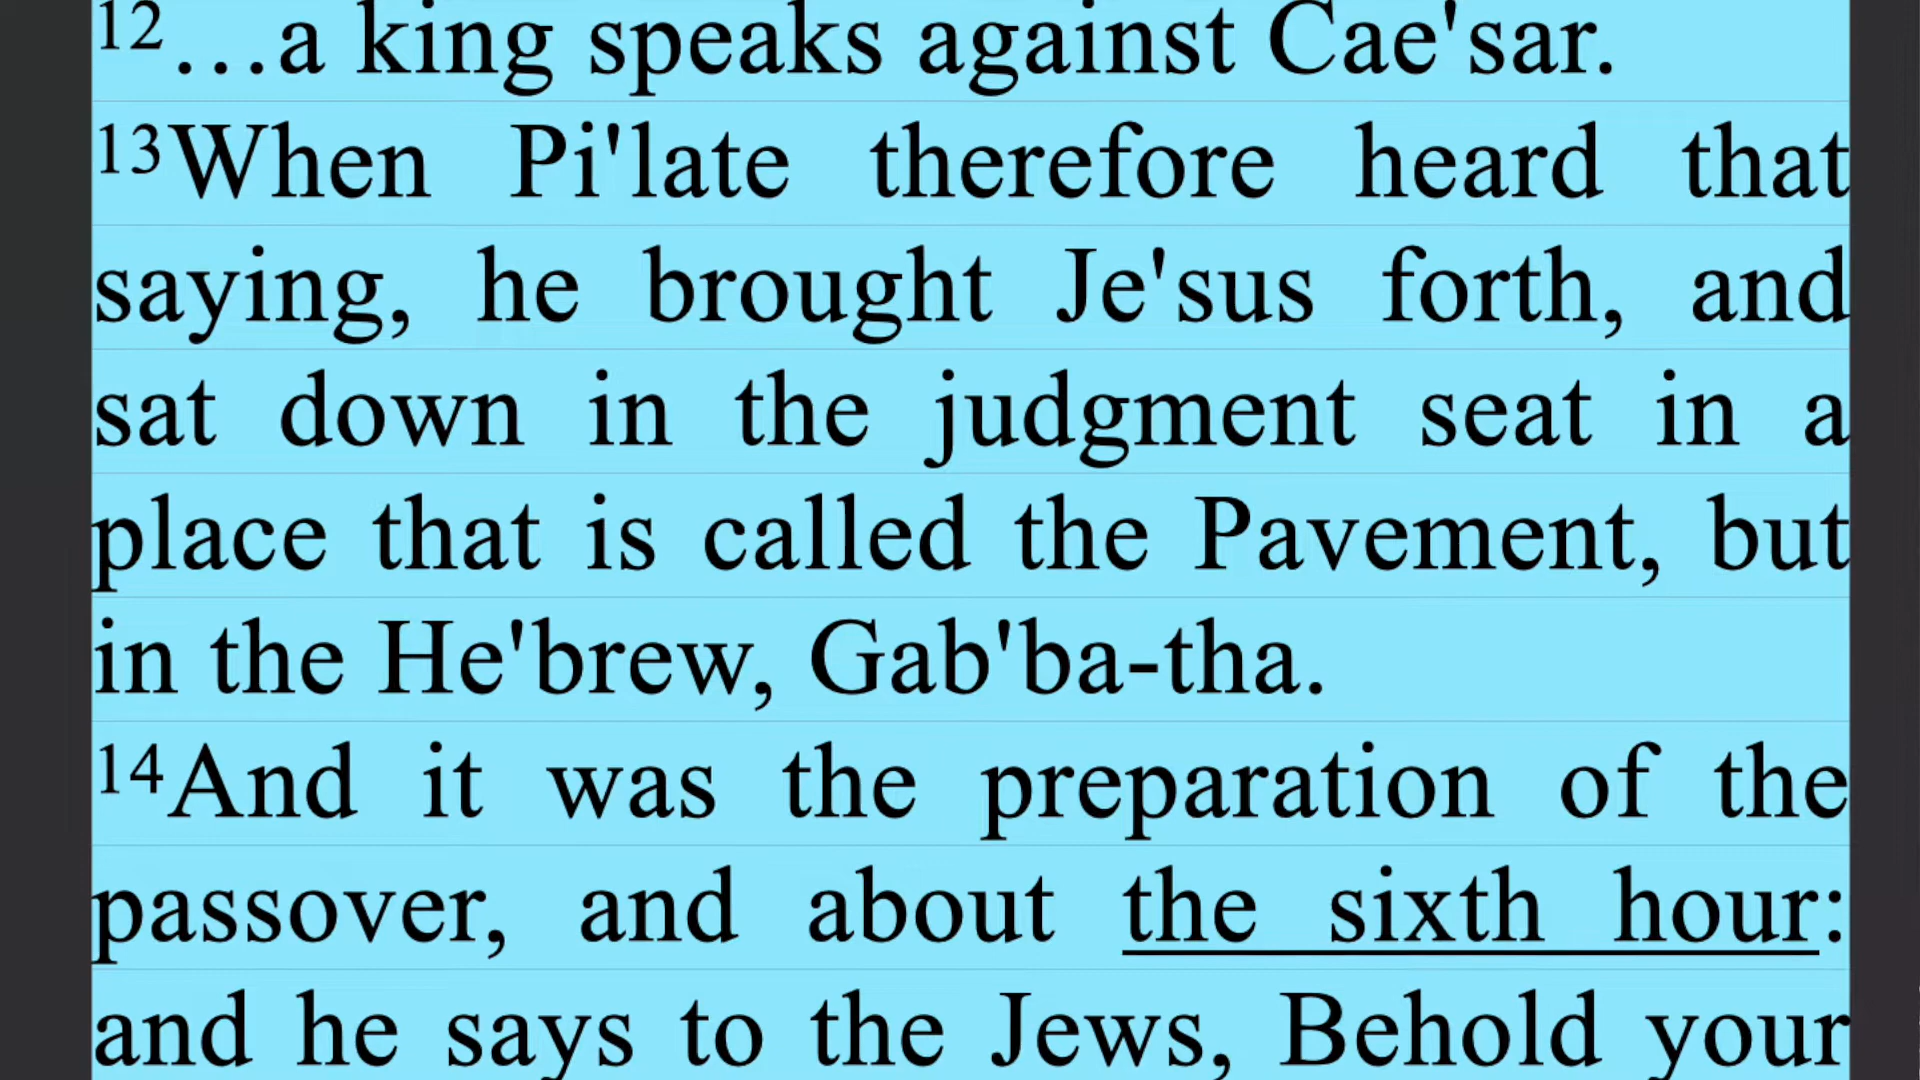 12…a king speaks against Cae'sar.
13When Pi'late therefore heard that
saying, he brought Je'sus forth, and
sat down in the judgment seat in a
place that is called the Pavement, but
in the He'brew, Gab'ba-tha.
14And it was the preparation of the
passover, and about the sixth hour:
and he says to the Jews, Behold your